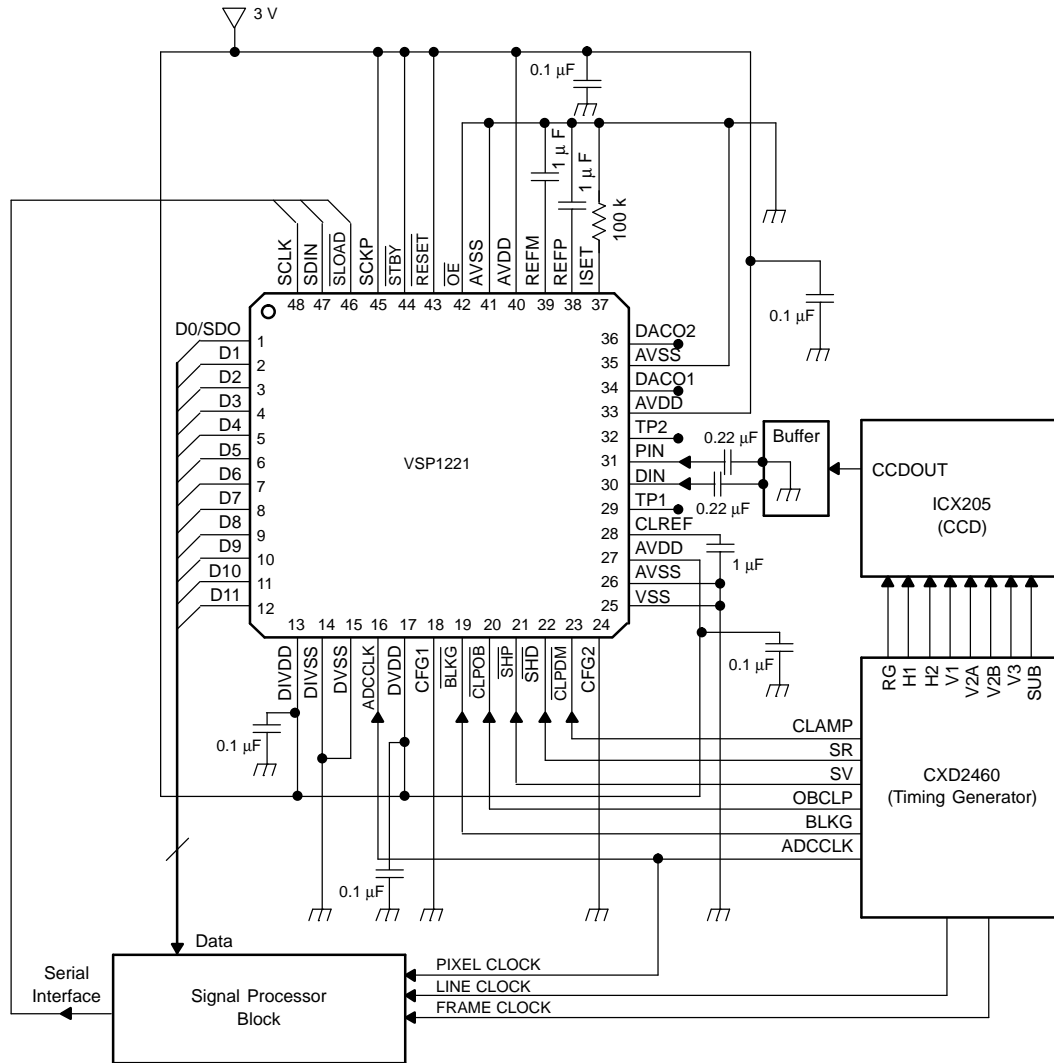 3 V
0.1 μF
1 μ F
1 μ F
100 k
SCLK
SDIN
SLOAD
SCKP
STBY
RESET
OE
AVSS
AVDD
REFM
REFP
ISET
48 47 46 45 44 43 42 41 40 39 38 37
0.1 μF
D0/SDO 1
D1 2
D2 3
D3 4
D4 5
D5 6
D6 7
D7 8
D8 9
D9 10
D10 11
D11 12
VSP1221
36 DACO2
35 AVSS
34 DACO1
33 AVDD
32 TP2
31 PIN
30 DIN
29 TP1
28 CLREF
27 AVDD
26 AVSS
25 VSS
0.22 μF
0.22 μF
1 μF
Buffer
CCDOUT
ICX205
(CCD)
13 14 15 16 17 18 19 20 21 22 23 24
DIVDD
DIVSS
DVSS
ADCCLK
DVDD
CFG1
BLKG
CLPOB
SHP
SHD
CLPDM
CFG2
0.1 μF
0.1 μF
0.1 μF
RG
H1
H2
V1
V2A
V2B
V3
SUB
CLAMP
SR
SV
OBCLP
BLKG
ADCCLK
CXD2460
(Timing Generator)
Data
Serial
Interface
Signal Processor
Block
PIXEL CLOCK
LINE CLOCK
FRAME CLOCK